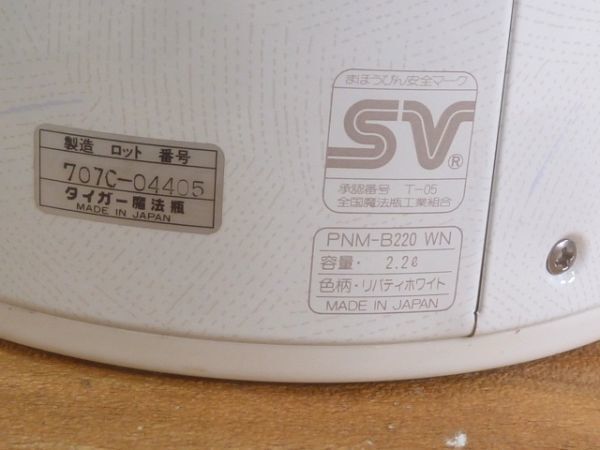 製造 ロット 番号
707C-04405
タイガー魔法瓶
MADE IN JAPAN
まほうびん安全マーク
SV®
承認番号 T-05
全国魔法瓶工業組合
PNM-B220 WN
容量・ 2.2ℓ
色柄・リバティホワイト
MADE IN JAPAN